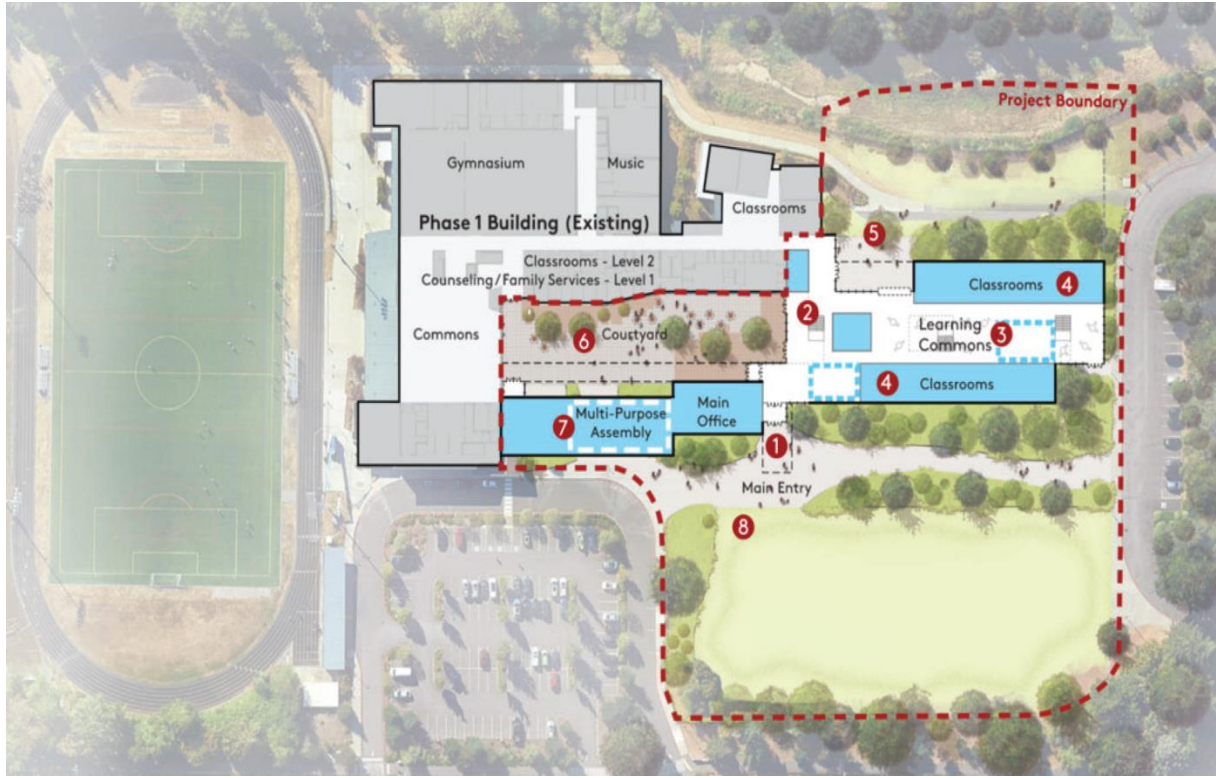 Project Boundary
Gymnasium
Music
Classrooms
Phase 1 Building (Existing)
5
Classrooms - Level 2
Counseling/Family Services - Level 1
Classrooms 4
2
Commons
6 Courtyard
Learning
Commons
3
4 Classrooms
7 Multi-Purpose
Assembly
Main
Office
1
Main Entry
8